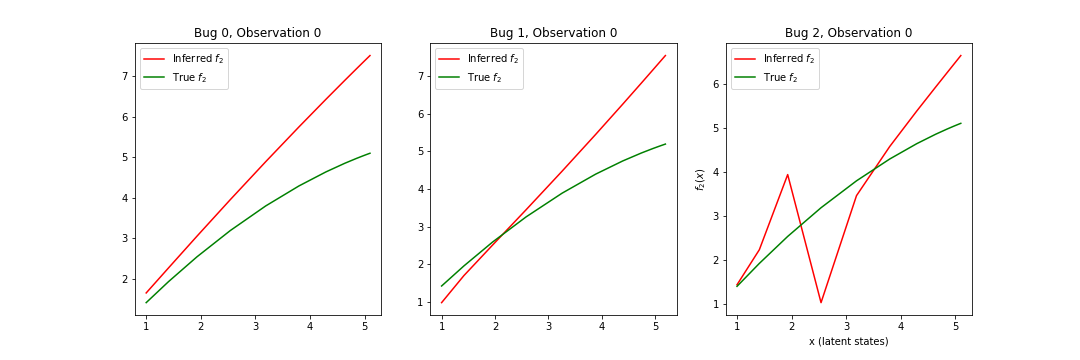 Bug 0, Observation 0
Inferred f₂
True f₂
7
6
5
4
3
2
1 2 3 4 5
Bug 1, Observation 0
Inferred f₂
True f₂
7
6
5
4
3
2
1
1 2 3 4 5
Bug 2, Observation 0
Inferred f₂
True f₂
f₂(x)
6
5
4
3
2
1
1 2 3 4 5
x (latent states)